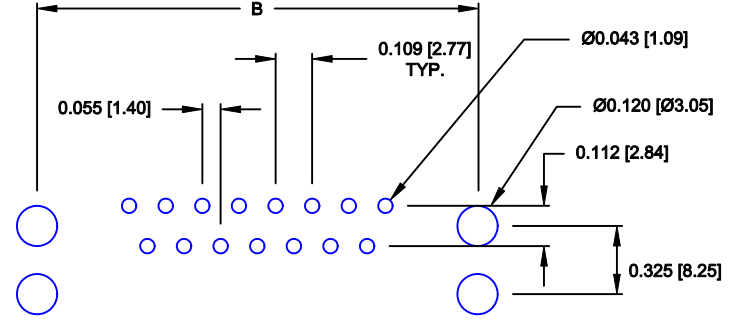 B
0.109 [2.77]
TYP.
Ø0.043 [1.09]
0.055 [1.40]
Ø0.120 [Ø3.05]
0.112 [2.84]
0.325 [8.25]